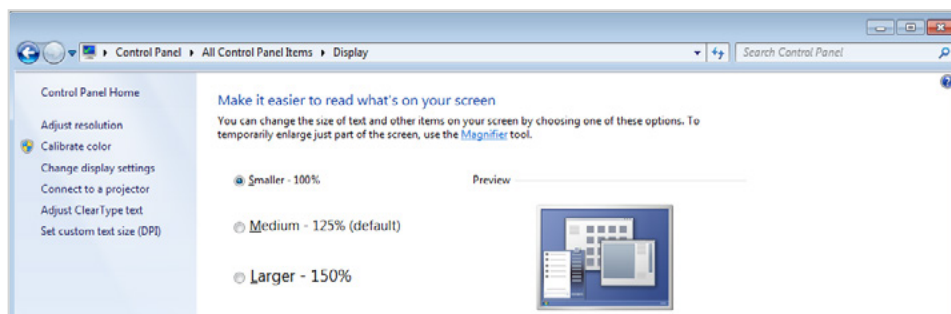 Control Panel ▸ All Control Panel Items ▸ Display
Search Control Panel
Control Panel Home
Adjust resolution
Calibrate color
Change display settings
Connect to a projector
Adjust ClearType text
Set custom text size (DPI)
Make it easier to read what's on your screen
You can change the size of text and other items on your screen by choosing one of these options. To
temporarily enlarge just part of the screen, use the Magnifier tool.
Smaller - 100%
Preview
Medium - 125% (default)
Larger - 150%